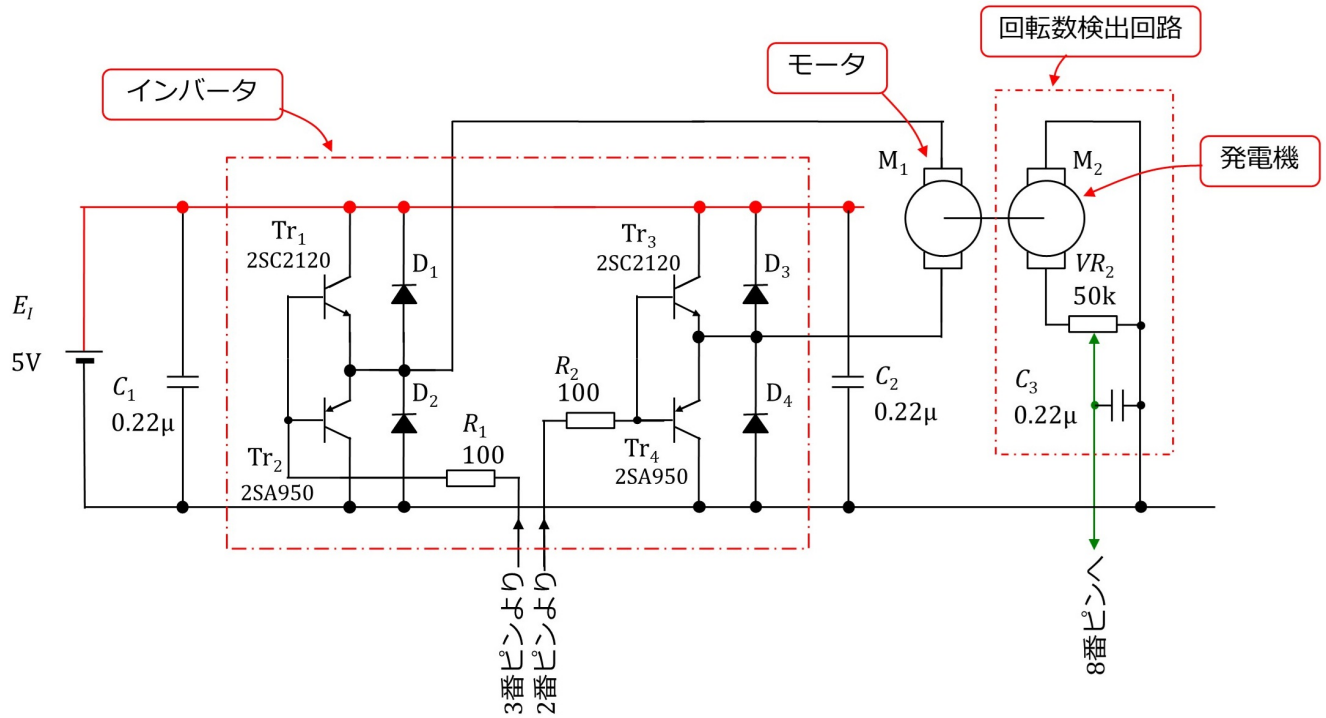 回転数検出回路
モータ
インバータ
発電機
M₁
M₂
Tr₁
2SC2120
D₁
Tr₃
2SC2120
D₃
VR₂
50k
E_I
5V
C₁
0.22μ
D₂
R₂
100
D₄
C₂
0.22μ
C₃
0.22μ
R₁
100
Tr₂
2SA950
Tr₄
2SA950
3番ピンより
2番ピンより
8番ピンへ